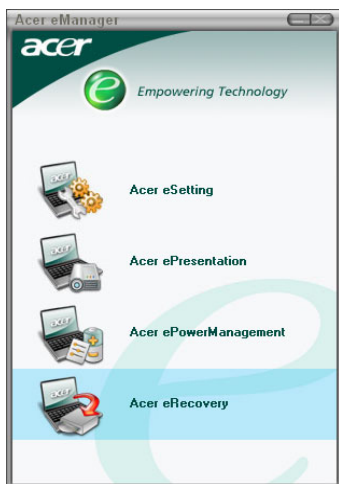 Acer eManager
acer
e Empowering Technology
Acer eSetting
Acer ePresentation
Acer ePowerManagement
Acer eRecovery